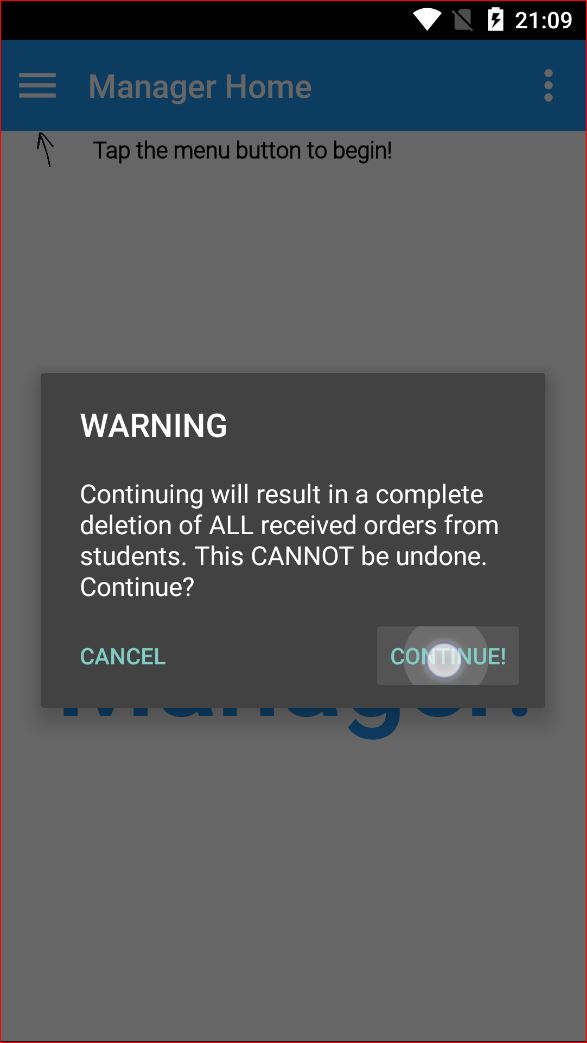 21:09
Manager Home
Tap the menu button to begin!
WARNING
Continuing will result in a complete
deletion of ALL received orders from
students. This CANNOT be undone.
Continue?
CANCEL
CONTINUE!
Manager!